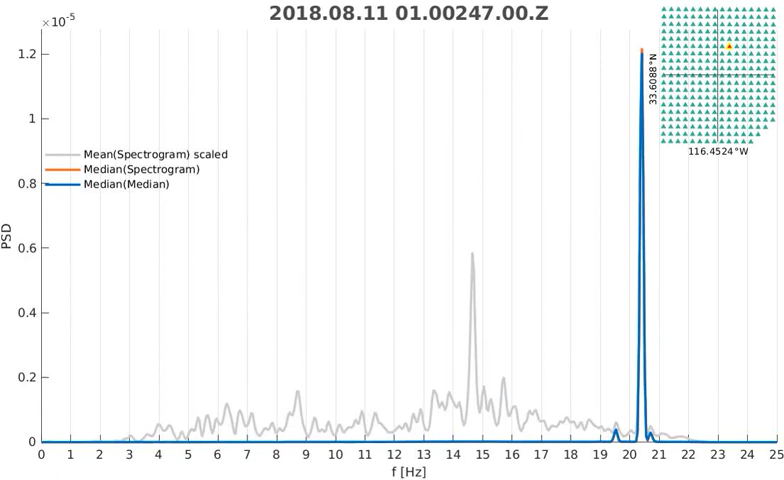 2018.08.11 01.00247.00.Z
×10⁻⁵
1.2
1
0.8
0.6
0.4
0.2
0
PSD
Mean(Spectrogram) scaled
Median(Spectrogram)
Median(Median)
33.6088°N
116.4524°W
0 1 2 3 4 5 6 7 8 9 10 11 12 13 14 15 16 17 18 19 20 21 22 23 24 25
f [Hz]